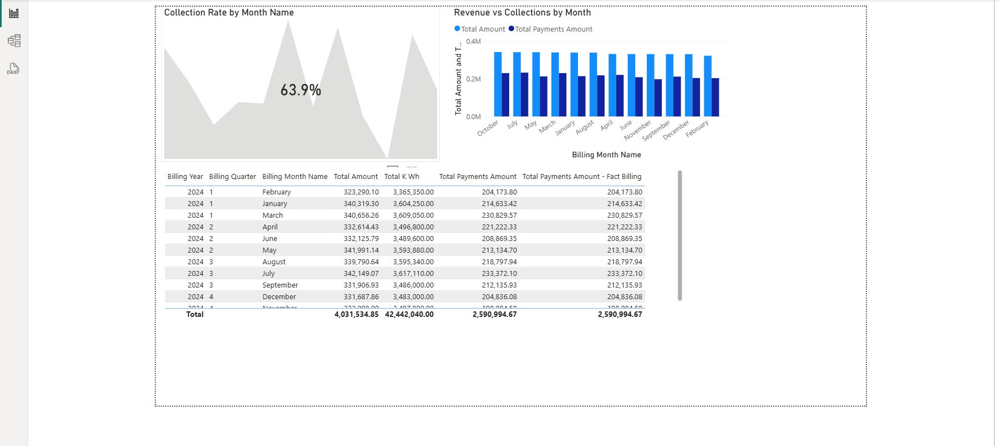 Collection Rate by Month Name
63.9%
Revenue vs Collections by Month
Total Amount Total Payments Amount
Total Amount and T...
0.4M
0.2M
0.0M
October July May March January August April June November September December February
Billing Month Name
DAX
Billing Year Billing Quarter Billing Month Name Total Amount Total K Wh Total Payments Amount Total Payments Amount - Fact Billing
2024 1 February 323,290.10 3,365,350.00 204,173.80 204,173.80
2024 1 January 340,319.30 3,604,250.00 214,633.42 214,633.42
2024 1 March 340,656.26 3,609,050.00 230,829.57 230,829.57
2024 2 April 332,614.43 3,496,800.00 221,222.33 221,222.33
2024 2 June 332,125.79 3,489,600.00 208,869.35 208,869.35
2024 2 May 341,991.14 3,593,880.00 213,134.70 213,134.70
2024 3 August 339,790.64 3,595,340.00 218,797.94 218,797.94
2024 3 July 342,149.07 3,617,110.00 233,372.10 233,372.10
2024 3 September 331,906.93 3,486,000.00 212,135.93 212,135.93
2024 4 December 331,687.86 3,483,000.00 204,836.08 204,836.08
2024 4 November
Total 4,031,534.85 42,442,040.00 2,590,994.67 2,590,994.67